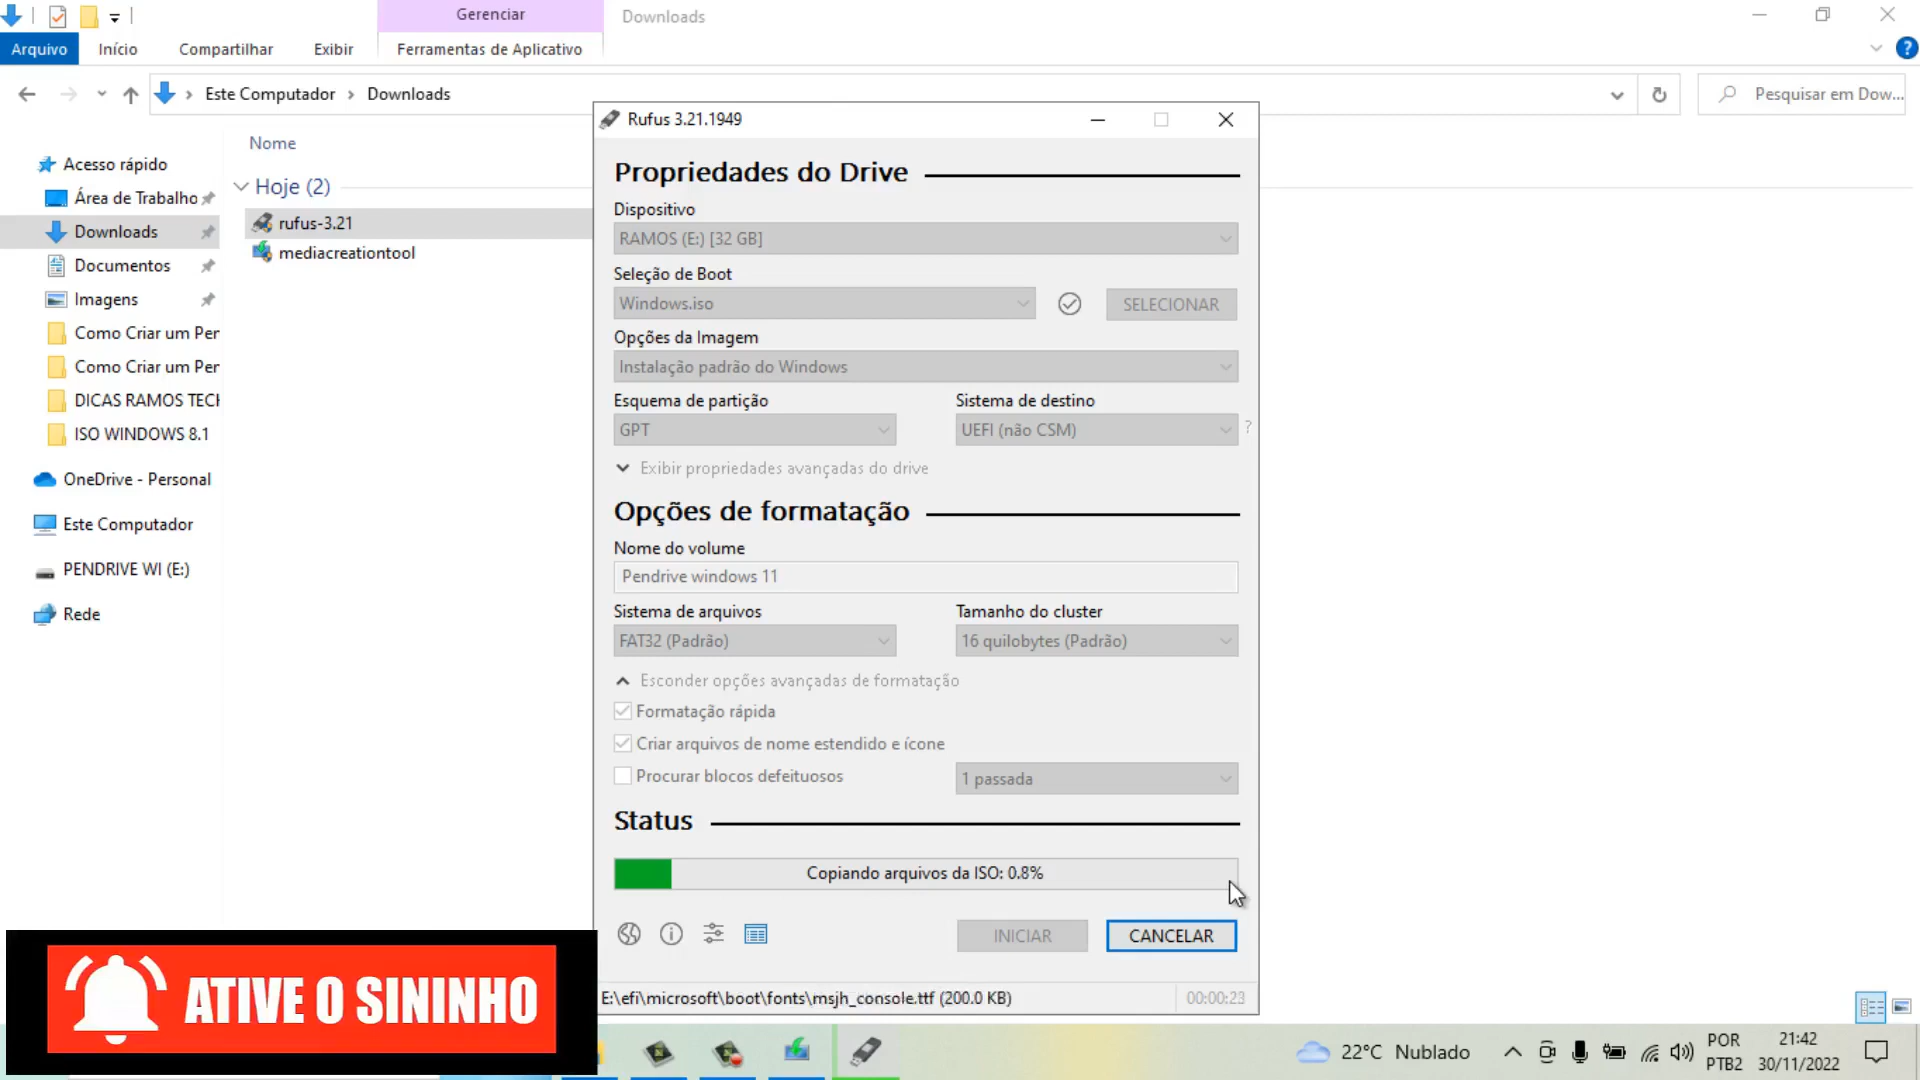 Gerenciar
Downloads
Arquivo
Início
Compartilhar
Exibir
Ferramentas de Aplicativo
?
Este Computador
Downloads
Pesquisar em Dow...
Nome
Acesso rápido
Área de Trabalho
Downloads
Documentos
Imagens
Como Criar um Per
Como Criar um Per
DICAS RAMOS TECH
ISO WINDOWS 8.1
OneDrive - Personal
Este Computador
PENDRIVE WI (E:)
Rede
Hoje (2)
rufus-3.21
mediacreationtool
Rufus 3.21.1949
Propriedades do Drive
Dispositivo
RAMOS (E:) [32 GB]
Seleção de Boot
Windows.iso
SELECIONAR
Opções da Imagem
Instalação padrão do Windows
Esquema de partição
Sistema de destino
GPT
UEFI (não CSM)
?
Exibir propriedades avançadas do drive
Opções de formatação
Nome do volume
Pendrive windows 11
Sistema de arquivos
Tamanho do cluster
FAT32 (Padrão)
16 quilobytes (Padrão)
Esconder opções avançadas de formatação
Formatação rápida
Criar arquivos de nome estendido e ícone
Procurar blocos defeituosos
1 passada
Status
Copiando arquivos da ISO: 0.8%
INICIAR
CANCELAR
E:\efi\microsoft\boot\fonts\msjh_console.ttf (200.0 KB)
00:00:23
ATIVE O SININHO
22°C Nublado
POR
PTB2
21:42
30/11/2022